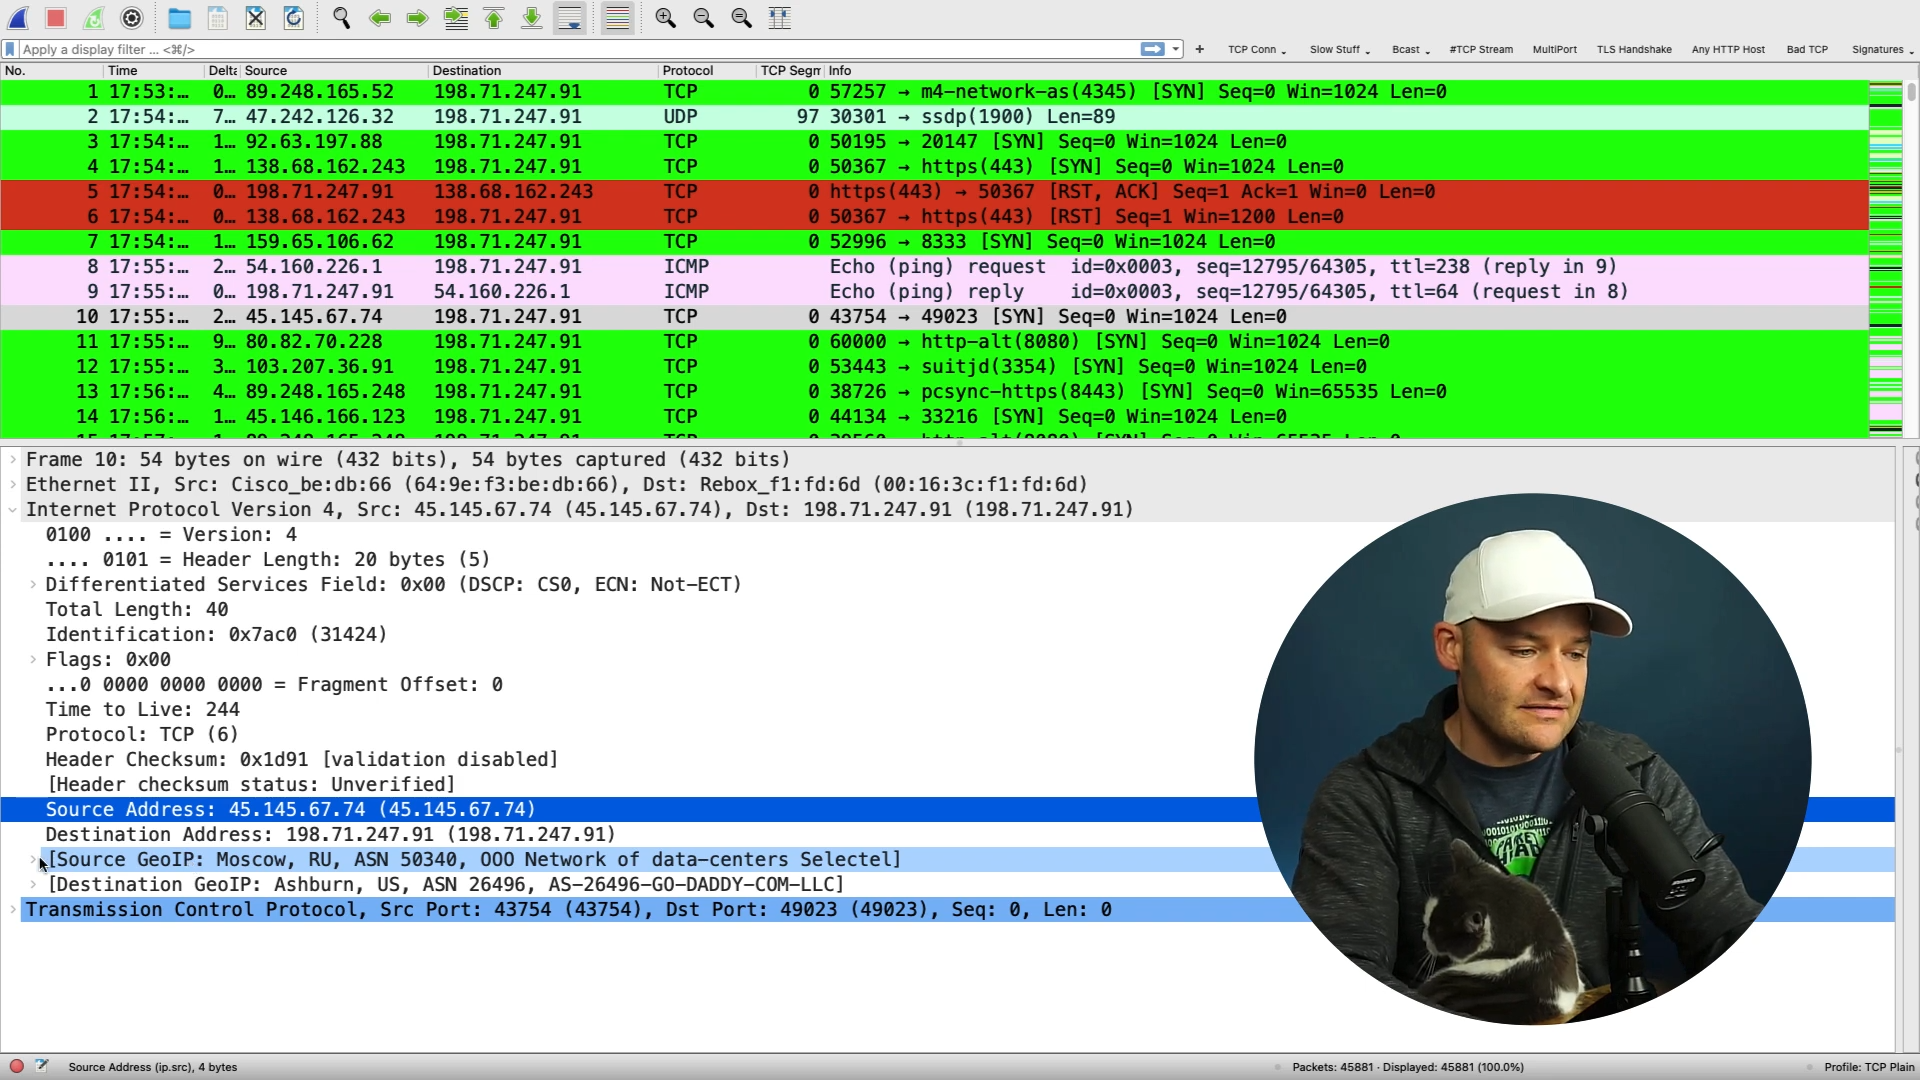 Apply a display filter ... <⌘/>
+ TCP Conn Slow Stuff Bcast #TCP Stream MultiPort TLS Handshake Any HTTP Host Bad TCP Signatures
No. Time Delta Source Destination Protocol TCP Segm Info
1 17:53:… 0… 89.248.165.52 198.71.247.91 TCP 0 57257 → m4-network-as(4345) [SYN] Seq=0 Win=1024 Len=0
2 17:54:… 7… 47.242.126.32 198.71.247.91 UDP 97 30301 → ssdp(1900) Len=89
3 17:54:… 1… 92.63.197.88 198.71.247.91 TCP 0 50195 → 20147 [SYN] Seq=0 Win=1024 Len=0
4 17:54:… 1… 138.68.162.243 198.71.247.91 TCP 0 50367 → https(443) [SYN] Seq=0 Win=1024 Len=0
5 17:54:… 0… 198.71.247.91 138.68.162.243 TCP 0 https(443) → 50367 [RST, ACK] Seq=1 Ack=1 Win=0 Len=0
6 17:54:… 0… 138.68.162.243 198.71.247.91 TCP 0 50367 → https(443) [RST] Seq=1 Win=1200 Len=0
7 17:54:… 1… 159.65.106.62 198.71.247.91 TCP 0 52996 → 8333 [SYN] Seq=0 Win=1024 Len=0
8 17:55:… 2… 54.160.226.1 198.71.247.91 ICMP Echo (ping) request id=0x0003, seq=12795/64305, ttl=238 (reply in 9)
9 17:55:… 0… 198.71.247.91 54.160.226.1 ICMP Echo (ping) reply id=0x0003, seq=12795/64305, ttl=64 (request in 8)
10 17:55:… 2… 45.145.67.74 198.71.247.91 TCP 0 43754 → 49023 [SYN] Seq=0 Win=1024 Len=0
11 17:55:… 9… 80.82.70.228 198.71.247.91 TCP 0 60000 → http-alt(8080) [SYN] Seq=0 Win=1024 Len=0
12 17:56:… 3… 103.207.36.91 198.71.247.91 TCP 0 53443 → suitjd(3354) [SYN] Seq=0 Win=1024 Len=0
13 17:56:… 4… 89.248.165.248 198.71.247.91 TCP 0 38726 → pcsync-https(8443) [SYN] Seq=0 Win=65535 Len=0
14 17:56:… 1… 45.146.166.123 198.71.247.91 TCP 0 44134 → 33216 [SYN] Seq=0 Win=1024 Len=0
Frame 10: 54 bytes on wire (432 bits), 54 bytes captured (432 bits)
Ethernet II, Src: Cisco_be:db:66 (64:9e:f3:be:db:66), Dst: Rebox_f1:fd:6d (00:16:3c:f1:fd:6d)
Internet Protocol Version 4, Src: 45.145.67.74 (45.145.67.74), Dst: 198.71.247.91 (198.71.247.91)
0100 .... = Version: 4
.... 0101 = Header Length: 20 bytes (5)
Differentiated Services Field: 0x00 (DSCP: CS0, ECN: Not-ECT)
Total Length: 40
Identification: 0x7ac0 (31424)
Flags: 0x00
...0 0000 0000 0000 = Fragment Offset: 0
Time to Live: 244
Protocol: TCP (6)
Header Checksum: 0x1d91 [validation disabled]
[Header checksum status: Unverified]
Source Address: 45.145.67.74 (45.145.67.74)
Destination Address: 198.71.247.91 (198.71.247.91)
[Source GeoIP: Moscow, RU, ASN 50340, OOO Network of data-centers Selectel]
[Destination GeoIP: Ashburn, US, ASN 26496, AS-26496-GO-DADDY-COM-LLC]
Transmission Control Protocol, Src Port: 43754 (43754), Dst Port: 49023 (49023), Seq: 0, Len: 0
Source Address (ip.src), 4 bytes
Packets: 45881 · Displayed: 45881 (100.0%)
Profile: TCP Plain